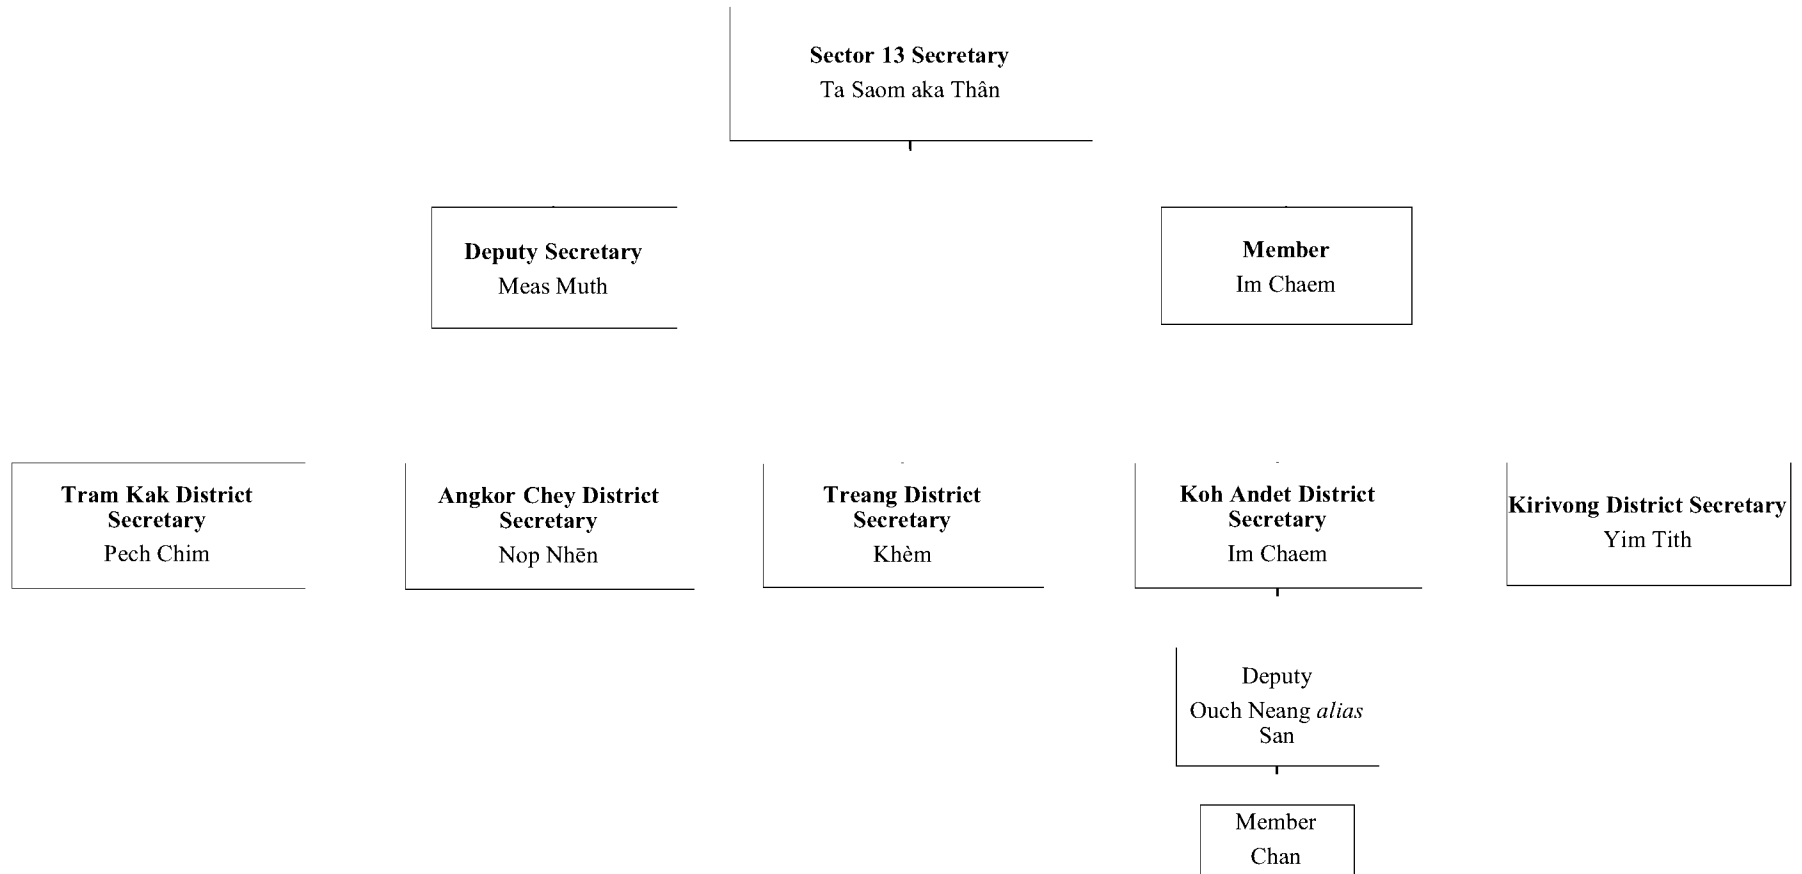 Sector 13 Secretary
Ta Saom aka Thân
Deputy Secretary
Meas Muth
Member
Im Chaem
Tram Kak District
Secretary
Pech Chim
Angkor Chey District
Secretary
Nop Nhēn
Treang District
Secretary
Khèm
Koh Andet District
Secretary
Im Chaem
Kirivong District Secretary
Yim Tith
Deputy
Ouch Neang alias
San
Member
Chan